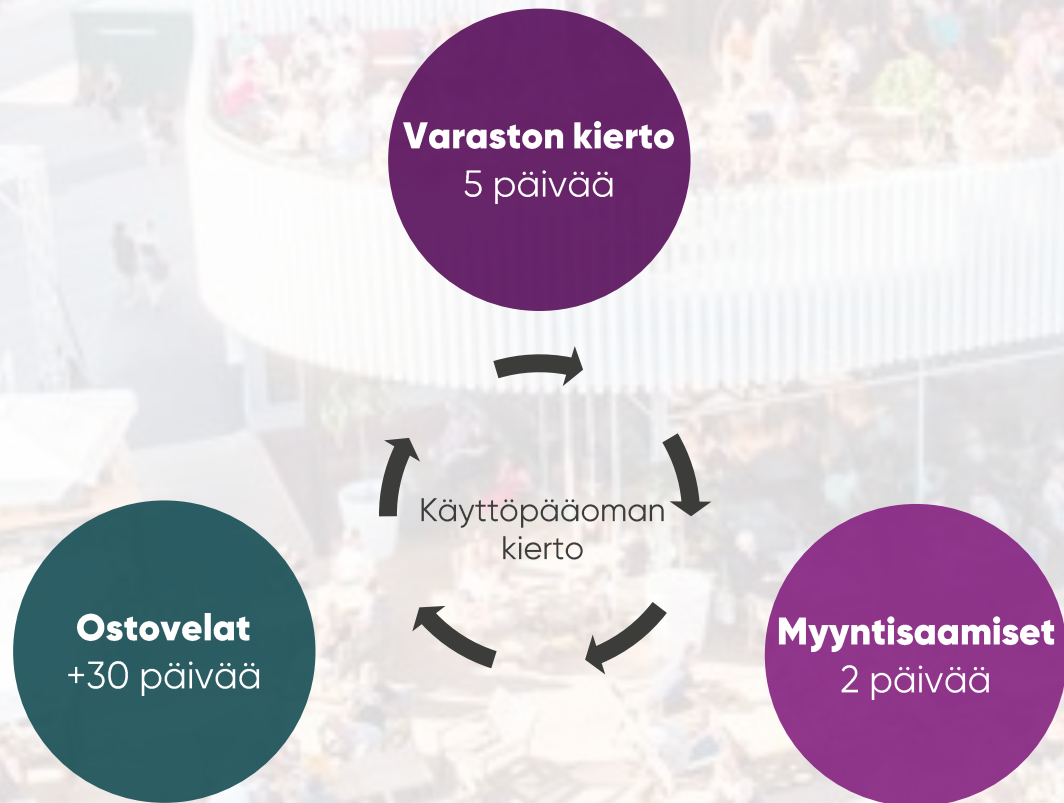 Varaston kierto
5 päivää
Käyttöpääoman
kierto
Ostovelat
+30 päivää
Myyntisaamiset
2 päivää